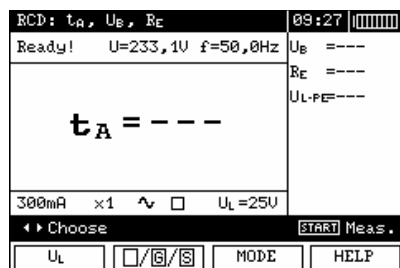 RCD: tA, UB, RE 09:27
Ready! U=233,1V f=50,0Hz
UB =---
RE =---
UL-PE=---
tA = ---
300mA x1 UL=25V
Choose START Meas.
UL □/G/S MODE HELP